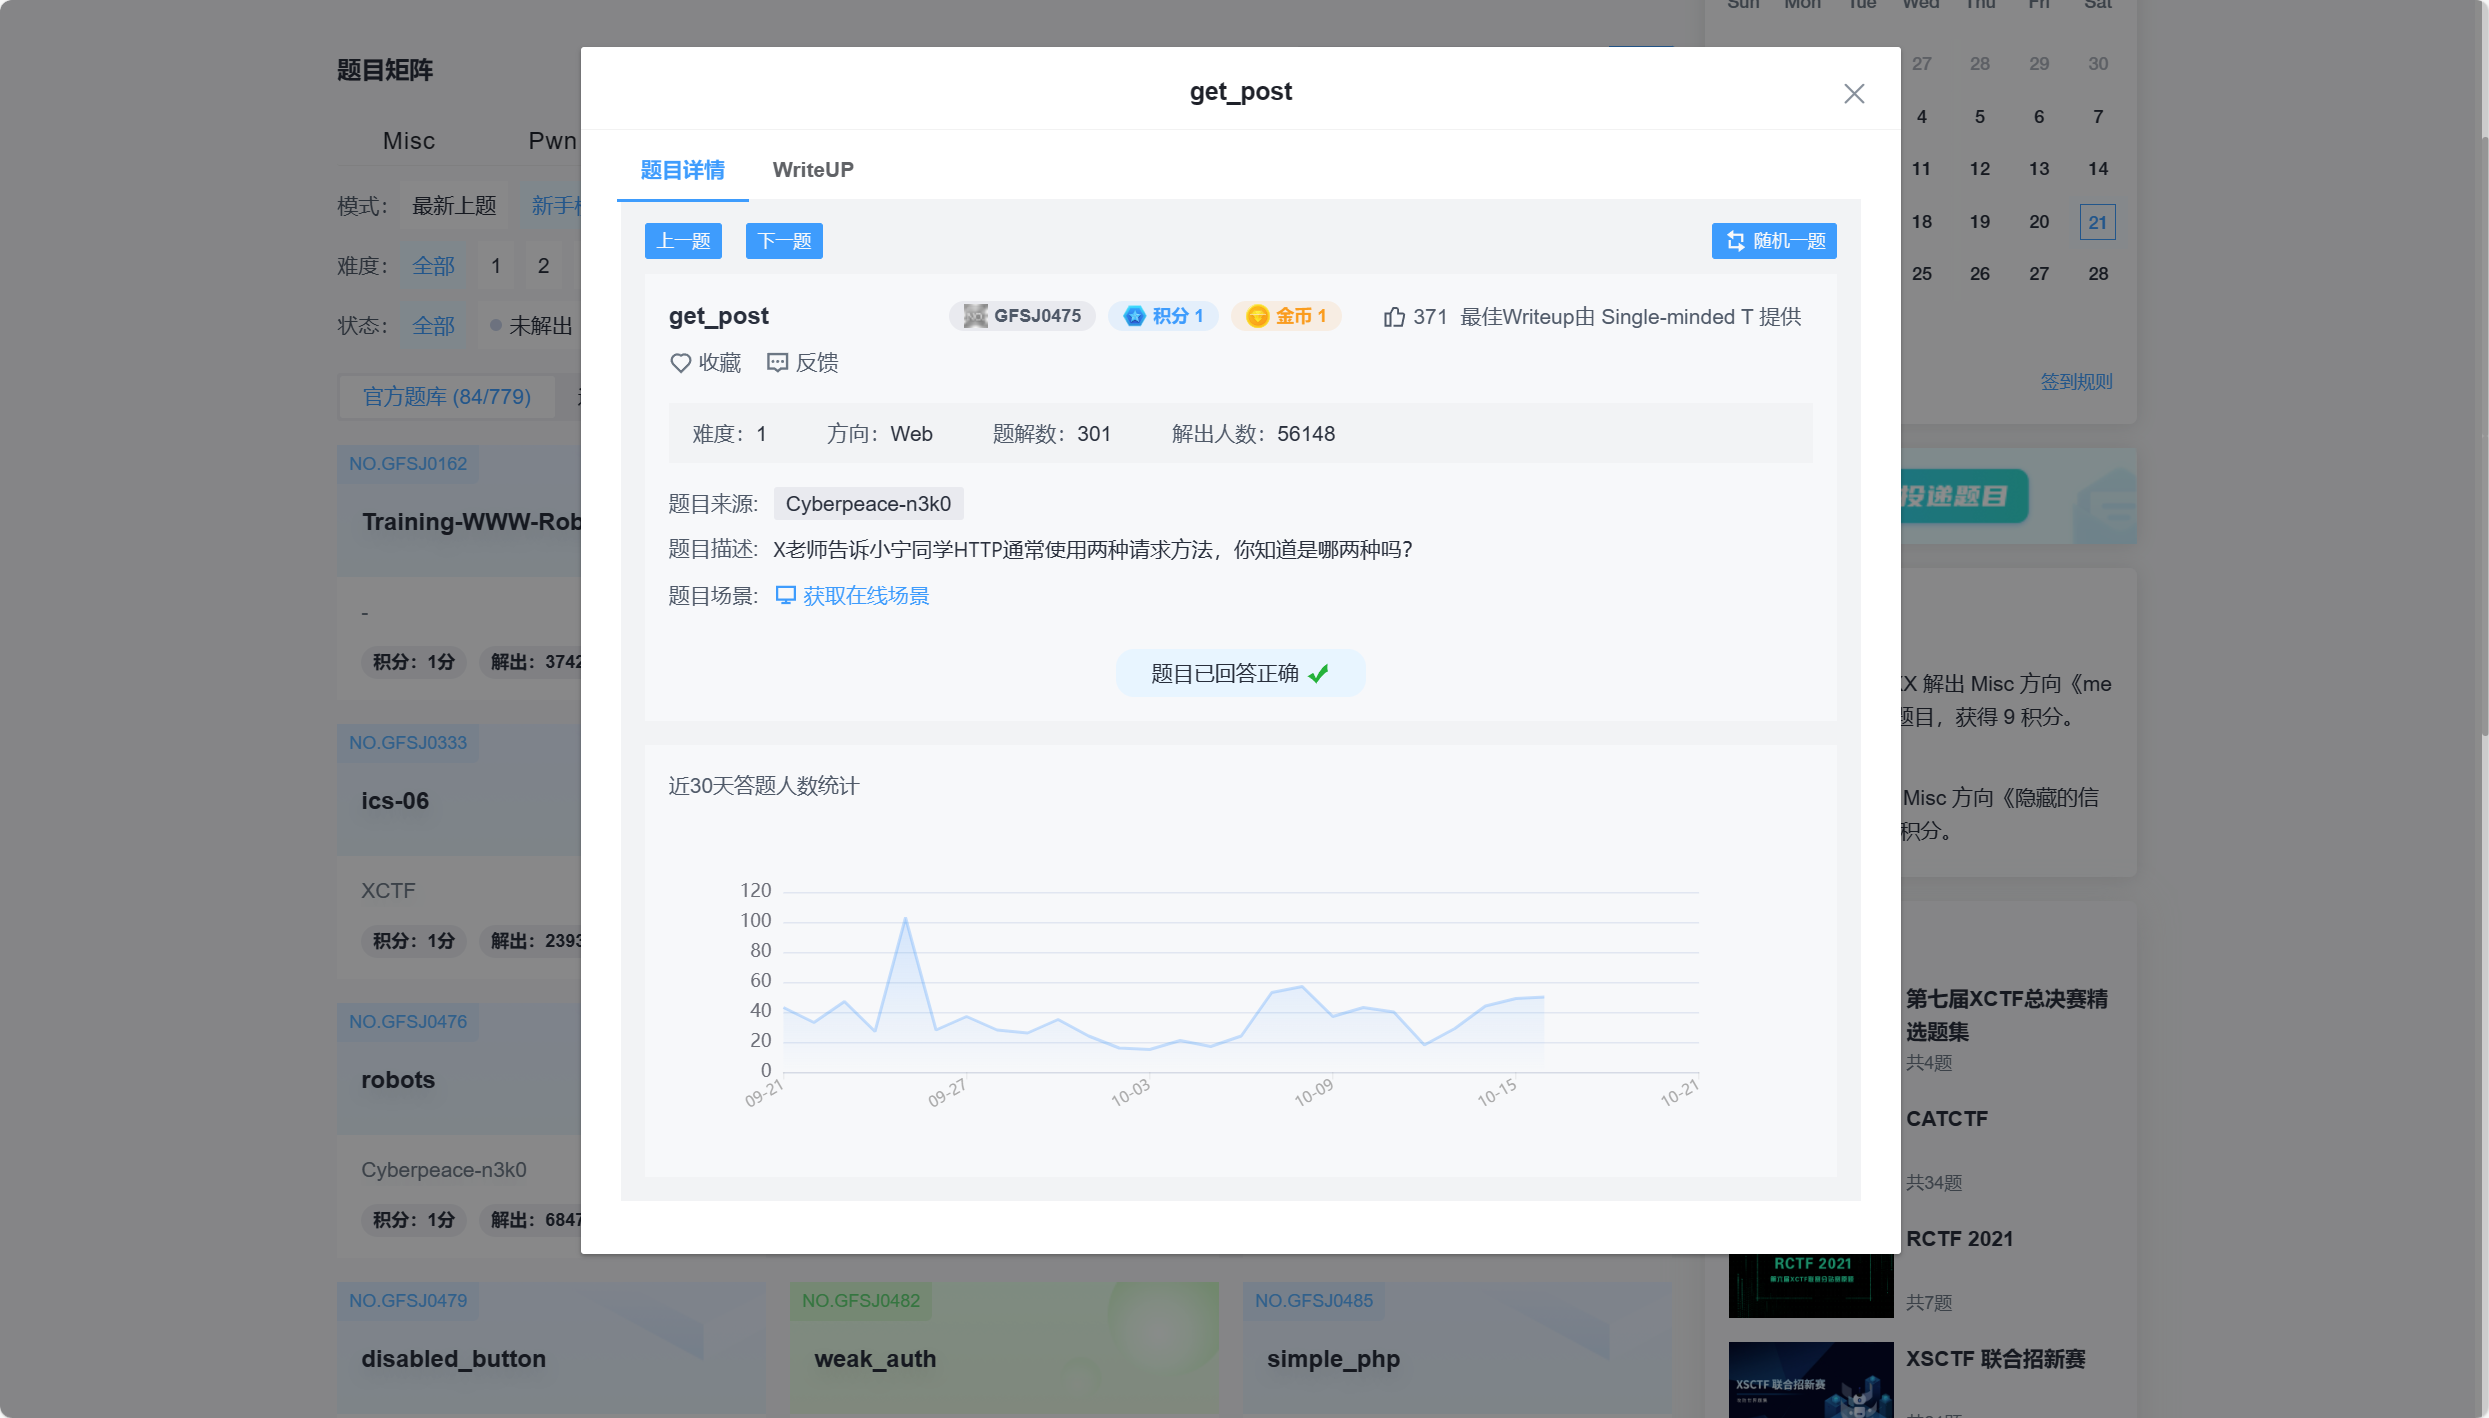 题目矩阵
Misc
Pwn
模式：
最新上题
难度：
全部
1
2
状态：
全部
未解出
官方题库 (84/779)
NO.GFSJ0162
Training-WWW-Rob
-
积分：1分
解出：3742
NO.GFSJ0333
ics-06
XCTF
积分：1分
解出：2393
NO.GFSJ0476
robots
Cyberpeace-n3k0
积分：1分
解出：6847
NO.GFSJ0479
disabled_button
NO.GFSJ0482
weak_auth
NO.GFSJ0485
simple_php
get_post
题目详情
WriteUP
上一题
下一题
随机一题
get_post
GFSJ0475
积分 1
金币 1
371
最佳Writeup由 Single-minded T 提供
收藏
反馈
难度：1
方向：Web
题解数：301
解出人数：56148
题目来源:
Cyberpeace-n3k0
题目描述:
X老师告诉小宁同学HTTP通常使用两种请求方法，你知道是哪两种吗？
题目场景:
获取在线场景
题目已回答正确
近30天答题人数统计
120
100
80
60
40
20
0
09-21
09-27
10-03
10-09
10-15
10-21
Sun Mon Tue Wed Thu Fri Sat
27 28 29 30
4 5 6 7
11 12 13 14
18 19 20 21
25 26 27 28
签到规则
投递题目
X 解出 Misc 方向《me
题目，获得 9 积分。
Misc 方向《隐藏的信
积分。
第七届XCTF总决赛精
选题集
共4题
CATCTF
共34题
RCTF 2021
RCTF 2021
共7题
XSCTF 联合招新赛
XSCTF 联合招新赛